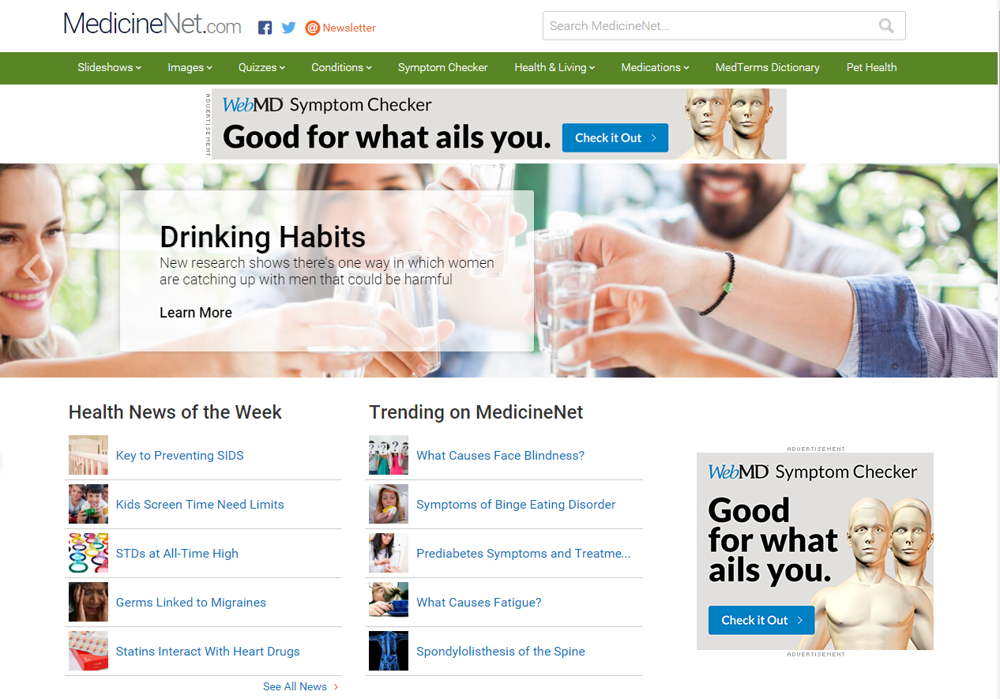 MedicineNet.com
@ Newsletter
Search MedicineNet...
Slideshows Images Quizzes Conditions Symptom Checker Health & Living Medications MedTerms Dictionary Pet Health
ADVERTISEMENT
WebMD Symptom Checker
Good for what ails you.
Check it Out
Drinking Habits
New research shows there's one way in which women
are catching up with men that could be harmful
Learn More
Health News of the Week
Key to Preventing SIDS
Kids Screen Time Need Limits
STDs at All-Time High
Germs Linked to Migraines
Statins Interact With Heart Drugs
See All News
Trending on MedicineNet
What Causes Face Blindness?
Symptoms of Binge Eating Disorder
Prediabetes Symptoms and Treatme...
What Causes Fatigue?
Spondylolisthesis of the Spine
ADVERTISEMENT
WebMD Symptom Checker
Good
for what
ails you.
Check it Out
ADVERTISEMENT